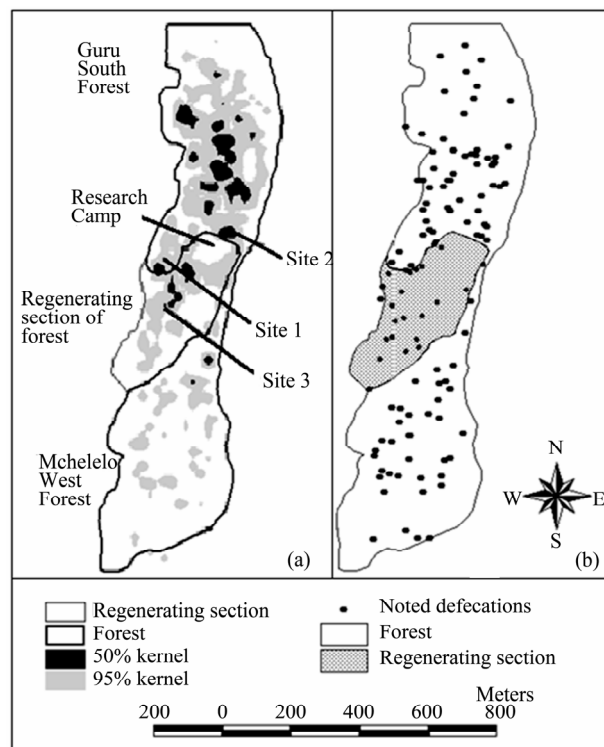 Guru
South
Forest
Research
Camp
Site 2
Regenerating
section of
forest
Site 1
Site 3
Mchelelo
West
Forest
(a)
N
W E
S
(b)
Regenerating section
Forest
50% kernel
95% kernel
Noted defecations
Forest
Regenerating section
Meters
200 0 200 400 600 800